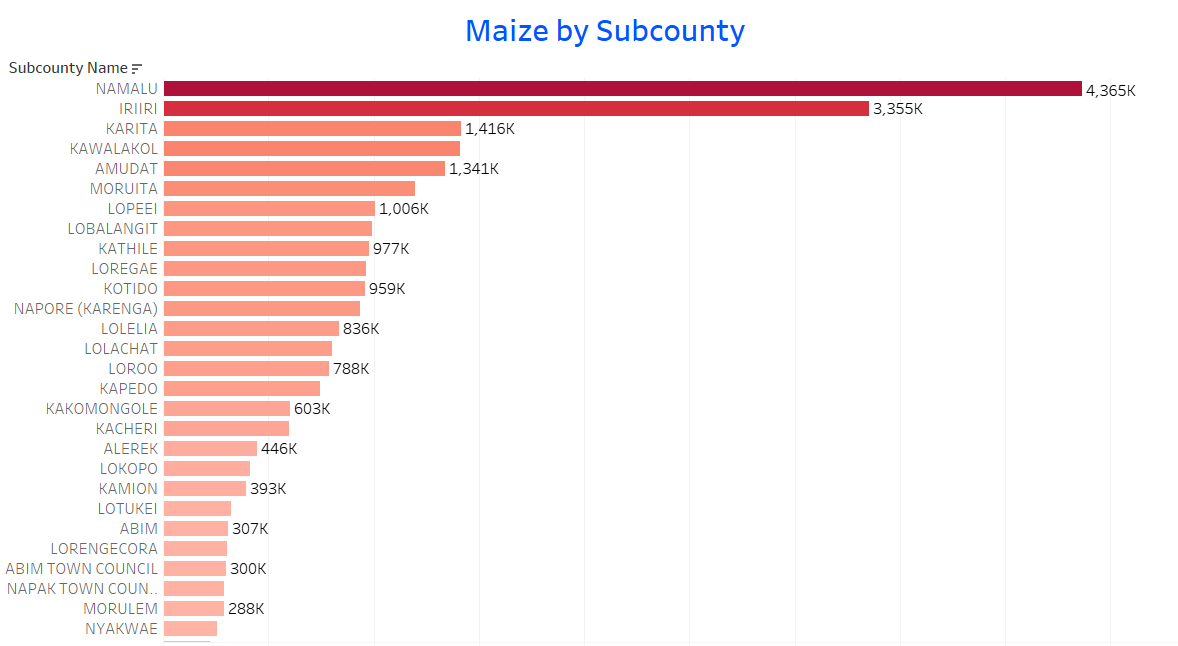 Maize by Subcounty
Subcounty Name
NAMALU 4,365K
IRIIRI 3,355K
KARITA 1,416K
KAWALAKOL
AMUDAT 1,341K
MORUITA
LOPEEI 1,006K
LOBALANGIT
KATHILE 977K
LOREGAE
KOTIDO 959K
NAPORE (KARENGA)
LOLELIA 836K
LOLACHAT
LOROO 788K
KAPEDO
KAKOMONGOLE 603K
KACHERI
ALEREK 446K
LOKOPO
KAMION 393K
LOTUKEI
ABIM 307K
LORENGECORA
ABIM TOWN COUNCIL 300K
NAPAK TOWN COUN..
MORULEM 288K
NYAKWAE